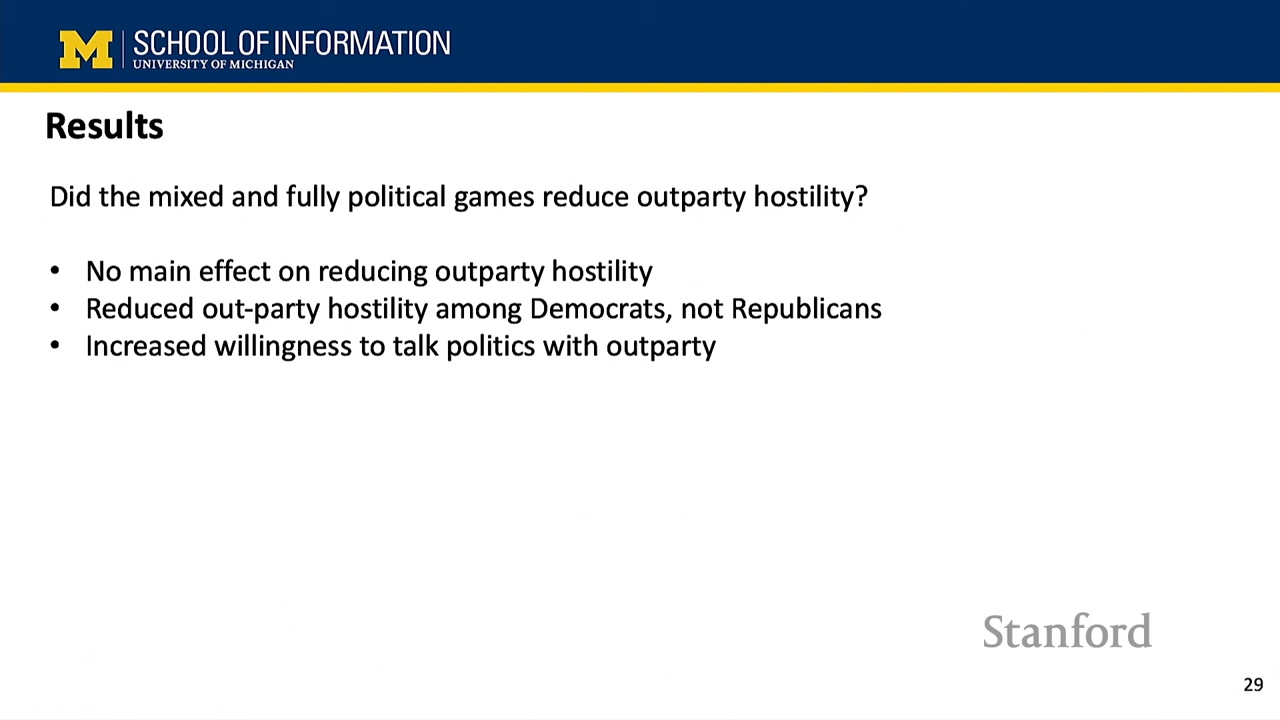 M
SCHOOL OF INFORMATION
UNIVERSITY OF MICHIGAN
Results
Did the mixed and fully political games reduce outparty hostility?
• No main effect on reducing outparty hostility
• Reduced out-party hostility among Democrats, not Republicans
• Increased willingness to talk politics with outparty
Stanford
29